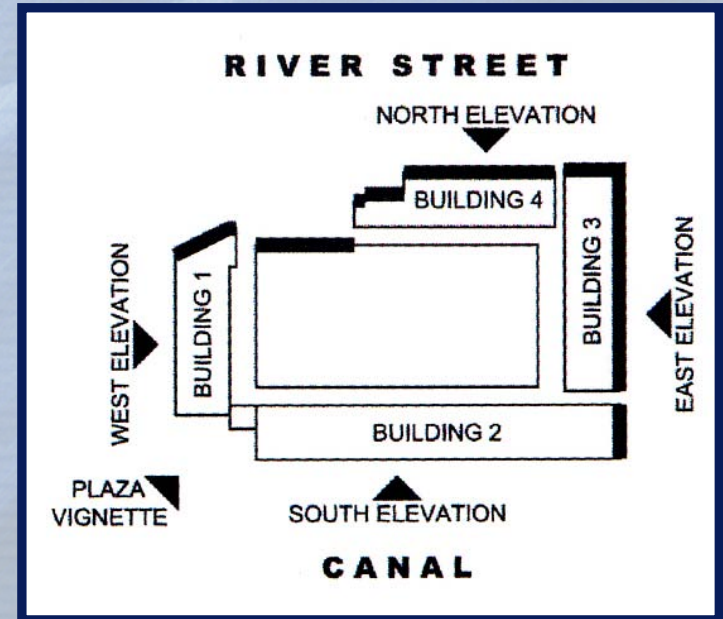 RIVER STREET
NORTH ELEVATION
BUILDING 4
BUILDING 3
BUILDING 1
WEST ELEVATION
EAST ELEVATION
BUILDING 2
PLAZA
VIGNETTE
SOUTH ELEVATION
CANAL